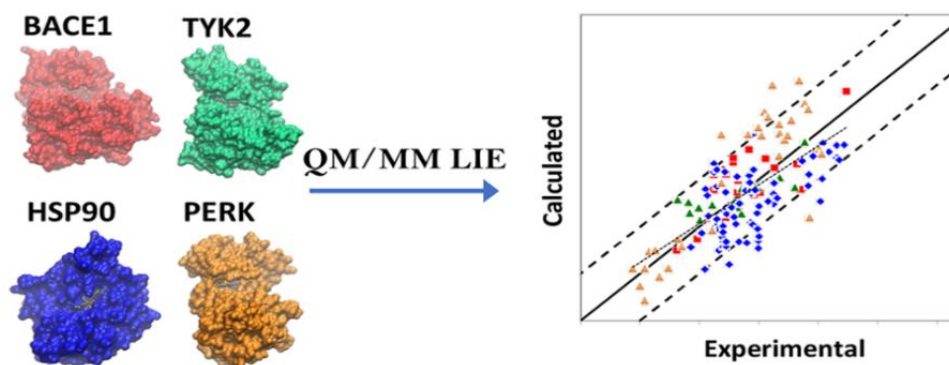 BACE1
TYK2
QM/MM LIE
HSP90
PERK
Calculated
Experimental